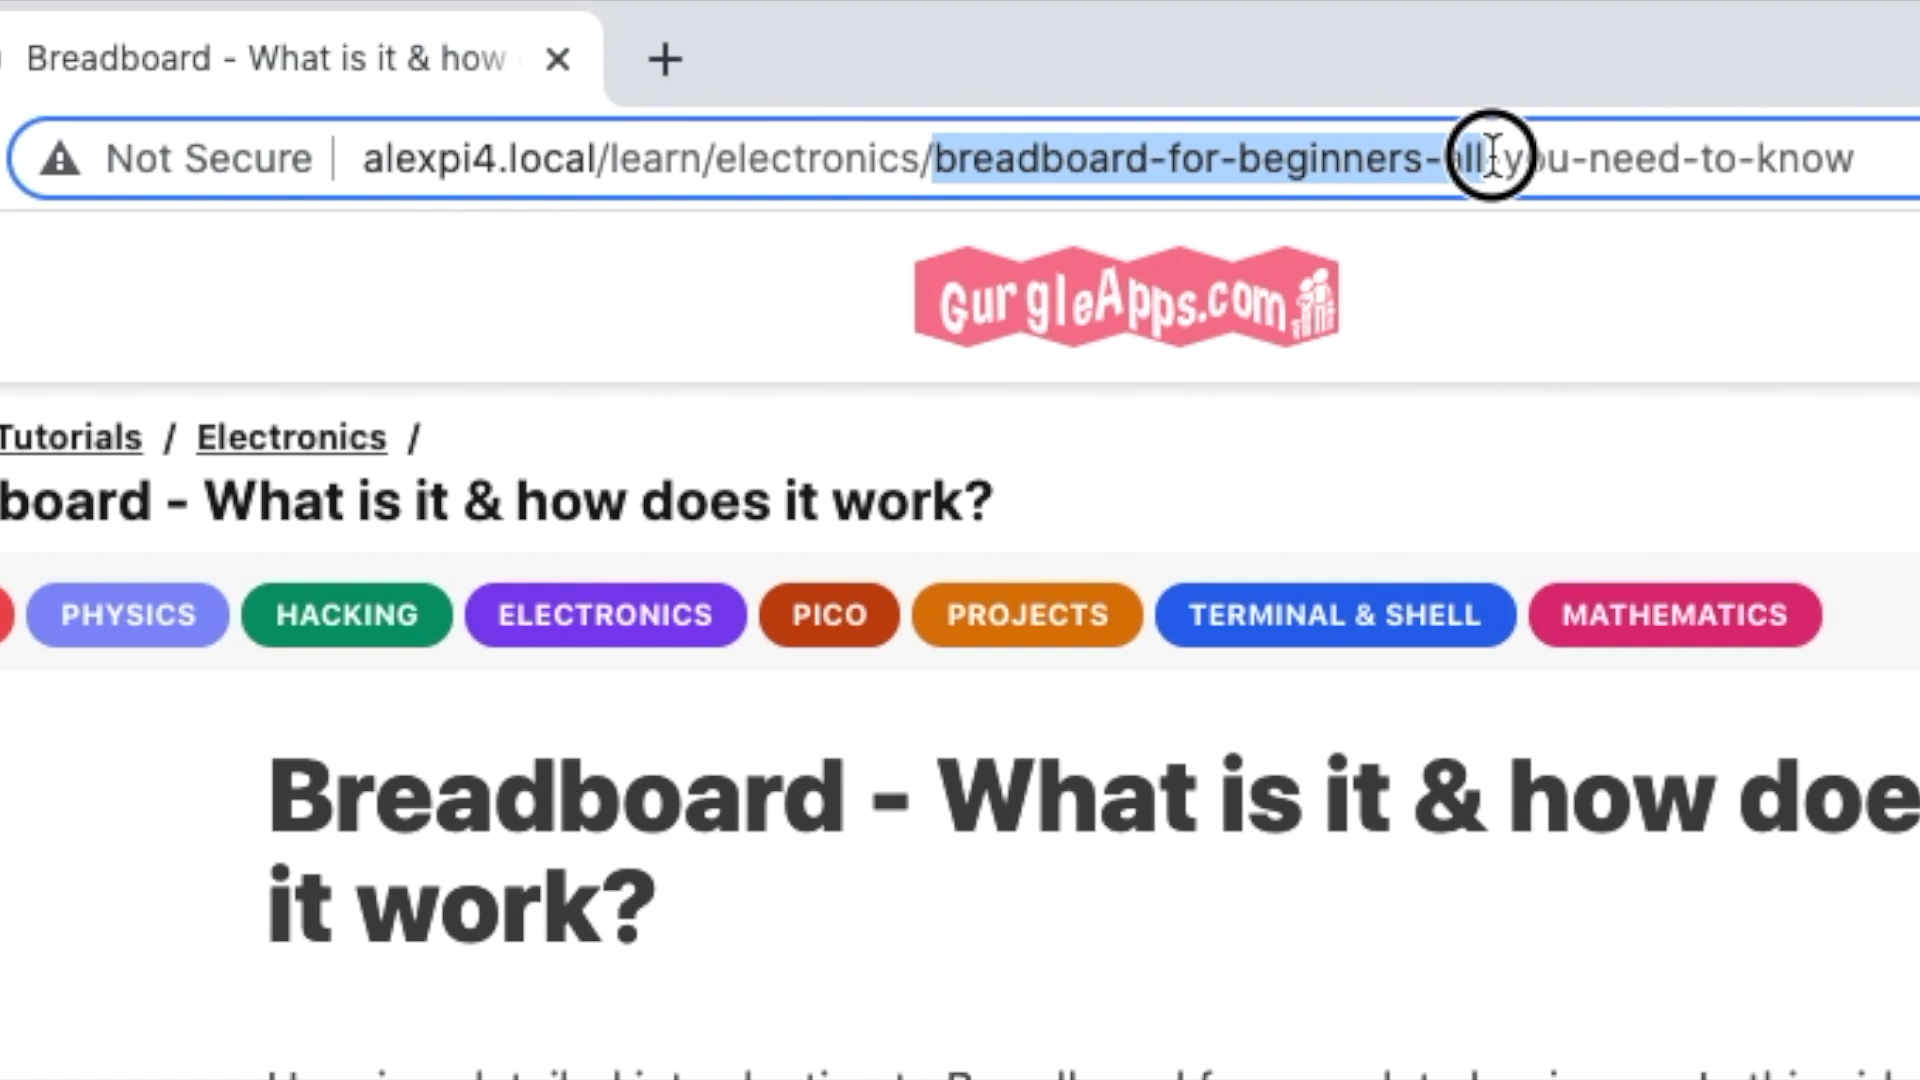 Breadboard - What is it & how
Not Secure alexpi4.local/learn/electronics/breadboard-for-beginners-all-you-need-to-know
GurgleApps.com
Tutorials / Electronics /
board - What is it & how does it work?
PHYSICS HACKING ELECTRONICS PICO PROJECTS TERMINAL & SHELL MATHEMATICS
Breadboard - What is it & how doe
it work?